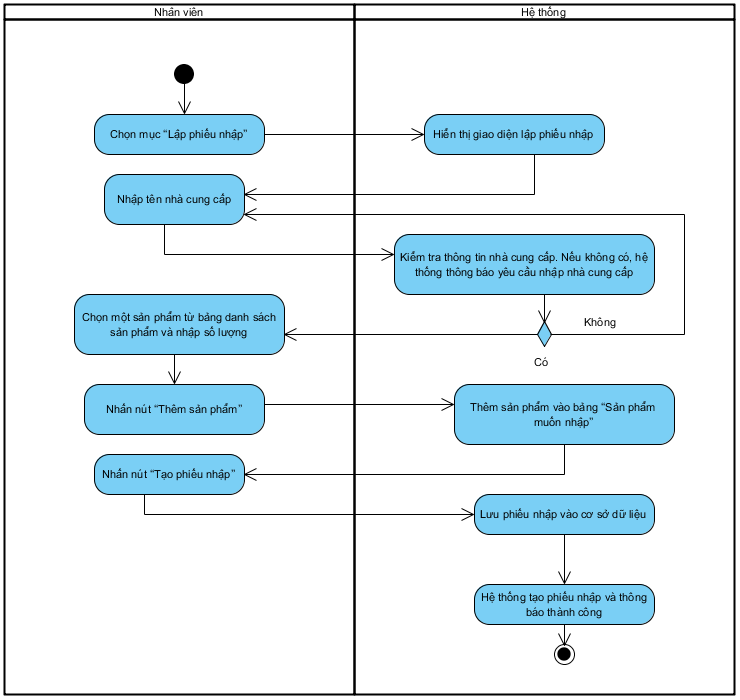 Nhân viên
Hệ thống
Chọn mục “Lập phiếu nhập”
Hiển thị giao diện lập phiếu nhập
Nhập tên nhà cung cấp
Kiểm tra thông tin nhà cung cấp. Nếu không có, hệ
thống thông báo yêu cầu nhập nhà cung cấp
Chọn một sản phẩm từ bảng danh sách
sản phẩm và nhập số lượng
Không
Có
Nhấn nút “Thêm sản phẩm”
Thêm sản phẩm vào bảng “Sản phẩm
muốn nhập”
Nhấn nút “Tạo phiếu nhập”
Lưu phiếu nhập vào cơ sở dữ liệu
Hệ thống tạo phiếu nhập và thông
báo thành công